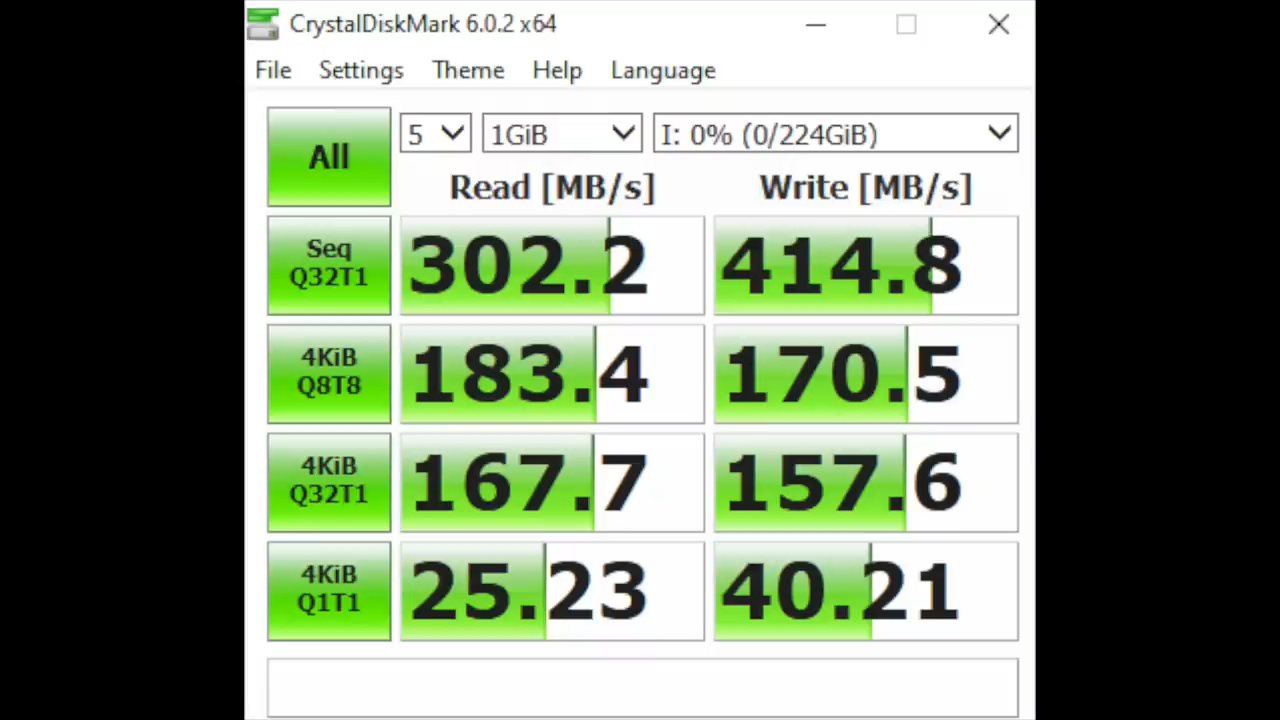 CrystalDiskMark 6.0.2 x64
File Settings Theme Help Language
All 5 1GiB I: 0% (0/224GiB)
Read [MB/s] Write [MB/s]
Seq
Q32T1 302.2 414.8
4KiB
Q8T8 183.4 170.5
4KiB
Q32T1 167.7 157.6
4KiB
Q1T1 25.23 40.21